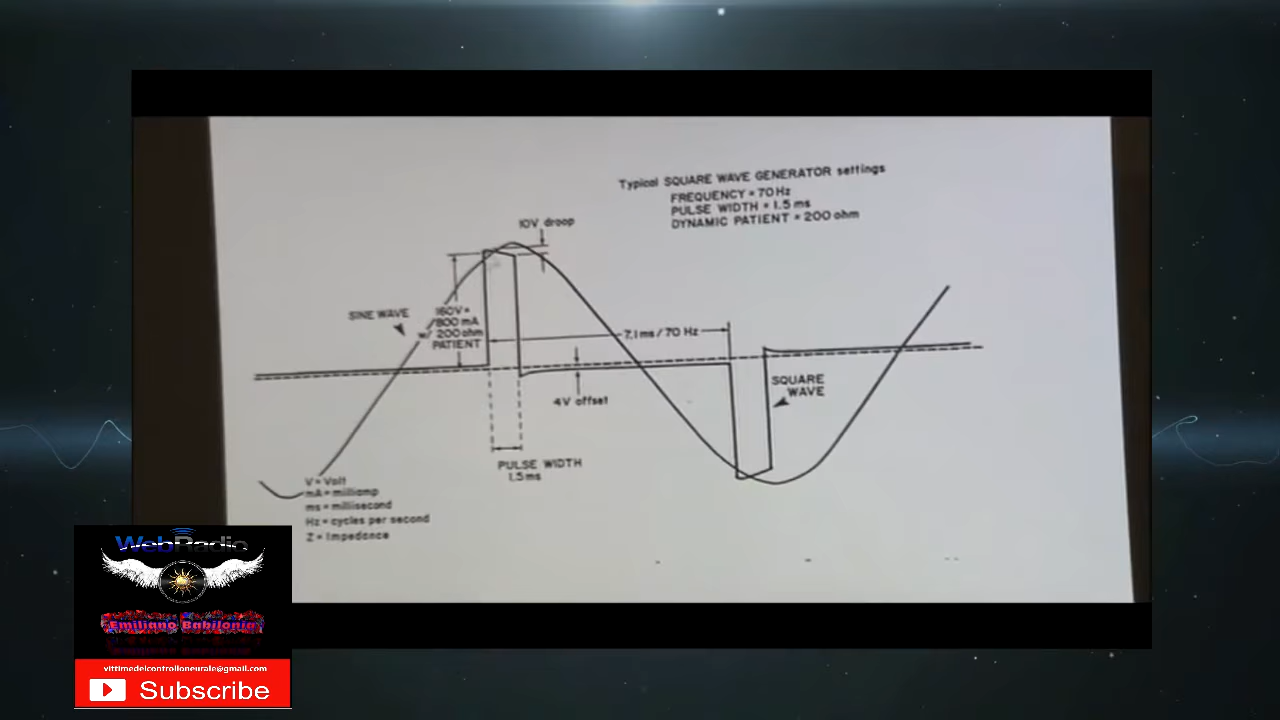 Typical SQUARE WAVE GENERATOR settings
FREQUENCY = 70 Hz
PULSE WIDTH = 1.5 ms
DYNAMIC PATIENT = 200 ohm
10V droop
SINE WAVE
160V=
800 mA
w/ 200 ohm
PATIENT
7.1ms / 70 Hz
4V offset
SQUARE
WAVE
PULSE WIDTH
1.5 ms
V = Volt
mA = milliamp
ms = millisecond
Hz = cycles per second
Z = Impedance
WebRadio
Emiliano Babilonia
vittimedelcontrolloneurale@gmail.com
Subscribe